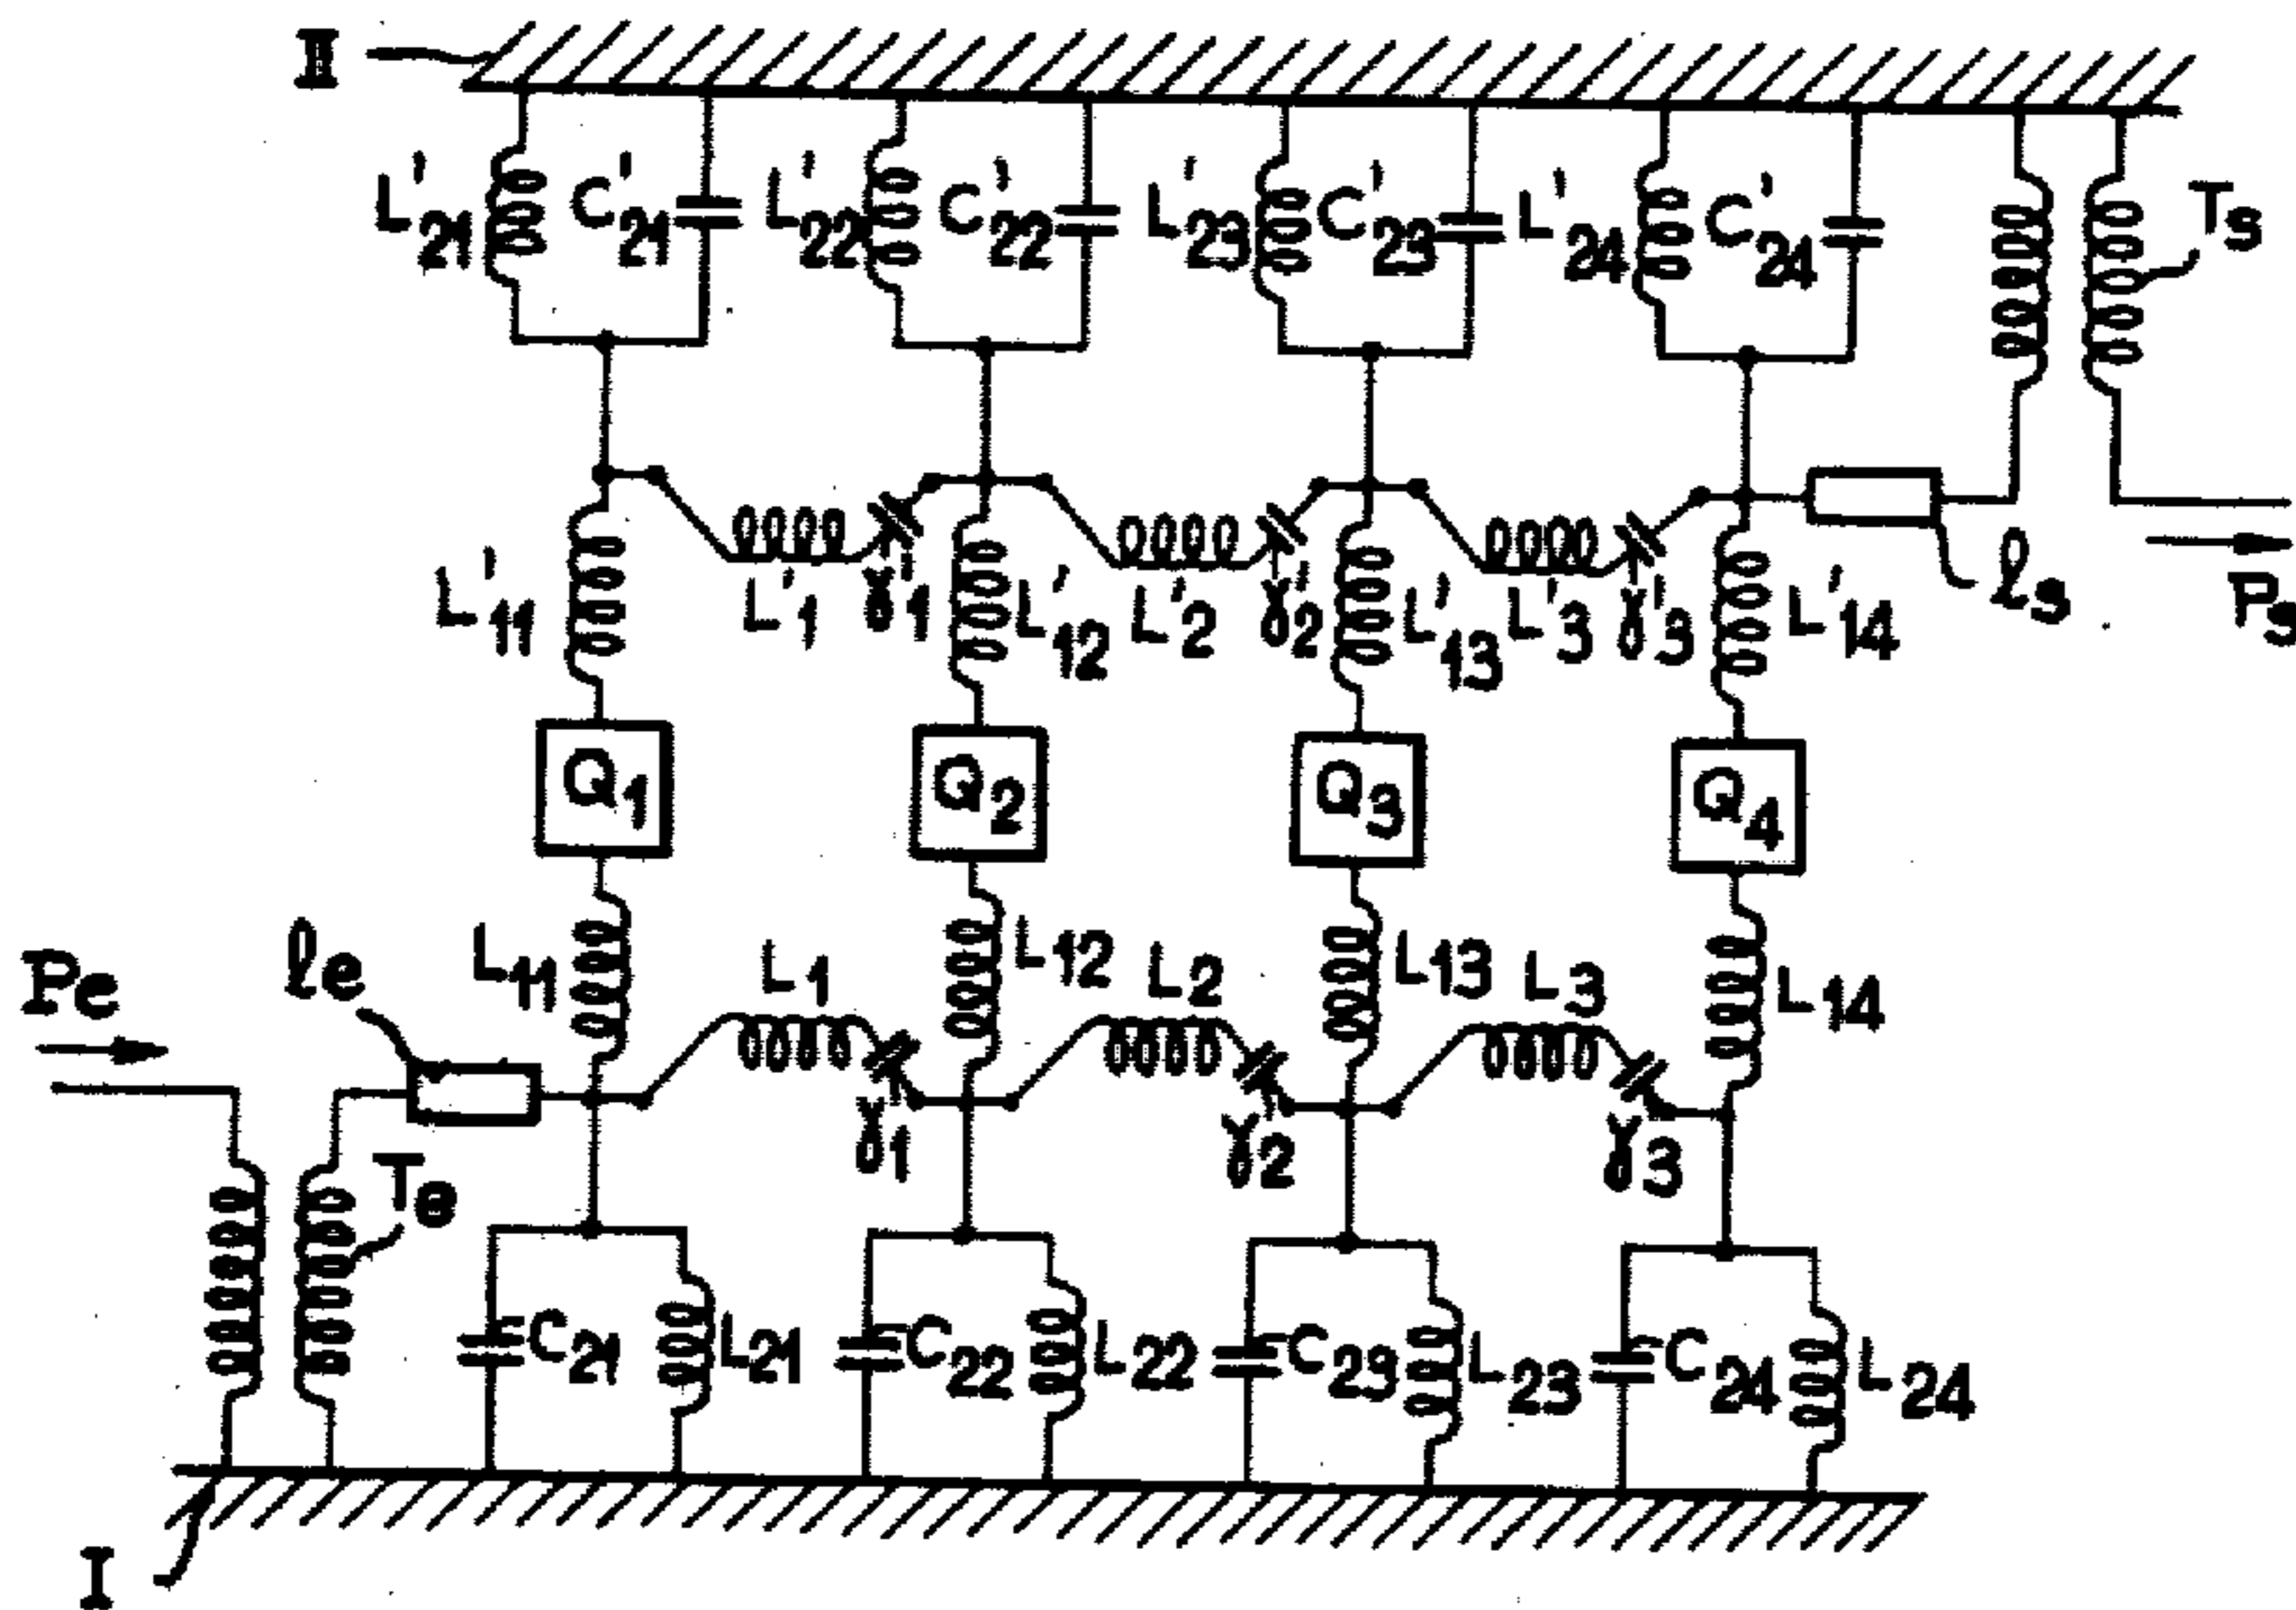 II
L'21 C'21 L'22 C'22 L'23 C'23 L'24 C'24 Ts
L'11 L'1 γ'1 L'12 L'2 γ'2 L'13 L'3 γ'3 L'14 ℓs Ps
Q1 Q2 Q3 Q4
Pe ℓe L11 L1 L12 L2 L13 L3 L14
Te γ1 γ2 γ3
C21 L21 C22 L22 C23 L23 C24 L24
I